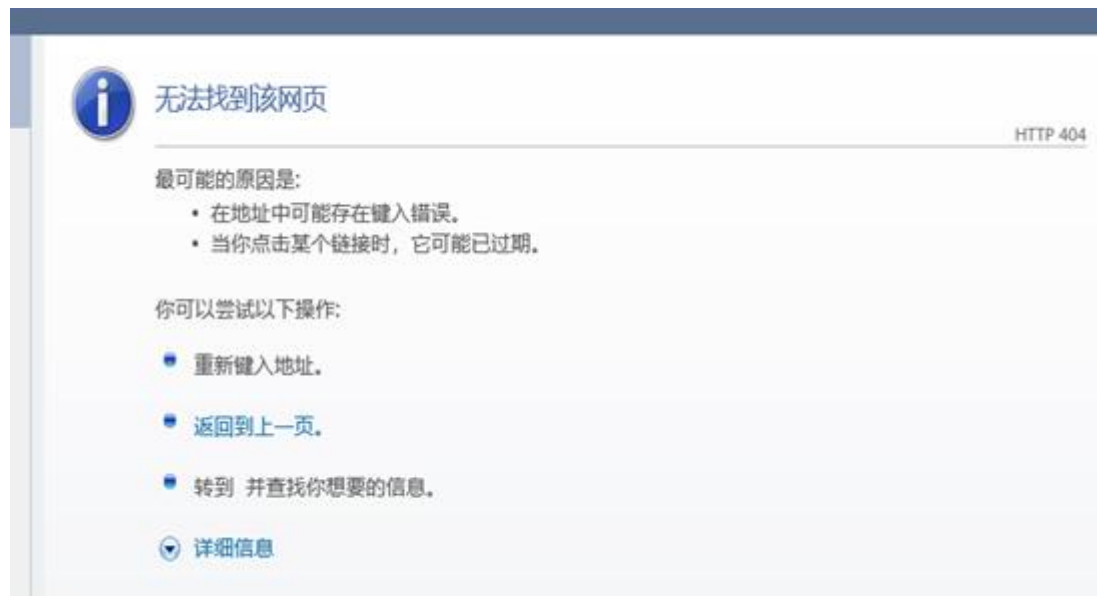 无法找到该网页
HTTP 404
最可能的原因是:
• 在地址中可能存在键入错误。
• 当你点击某个链接时，它可能已过期。
你可以尝试以下操作:
重新键入地址。
返回到上一页。
转到 并查找你想要的信息。
详细信息